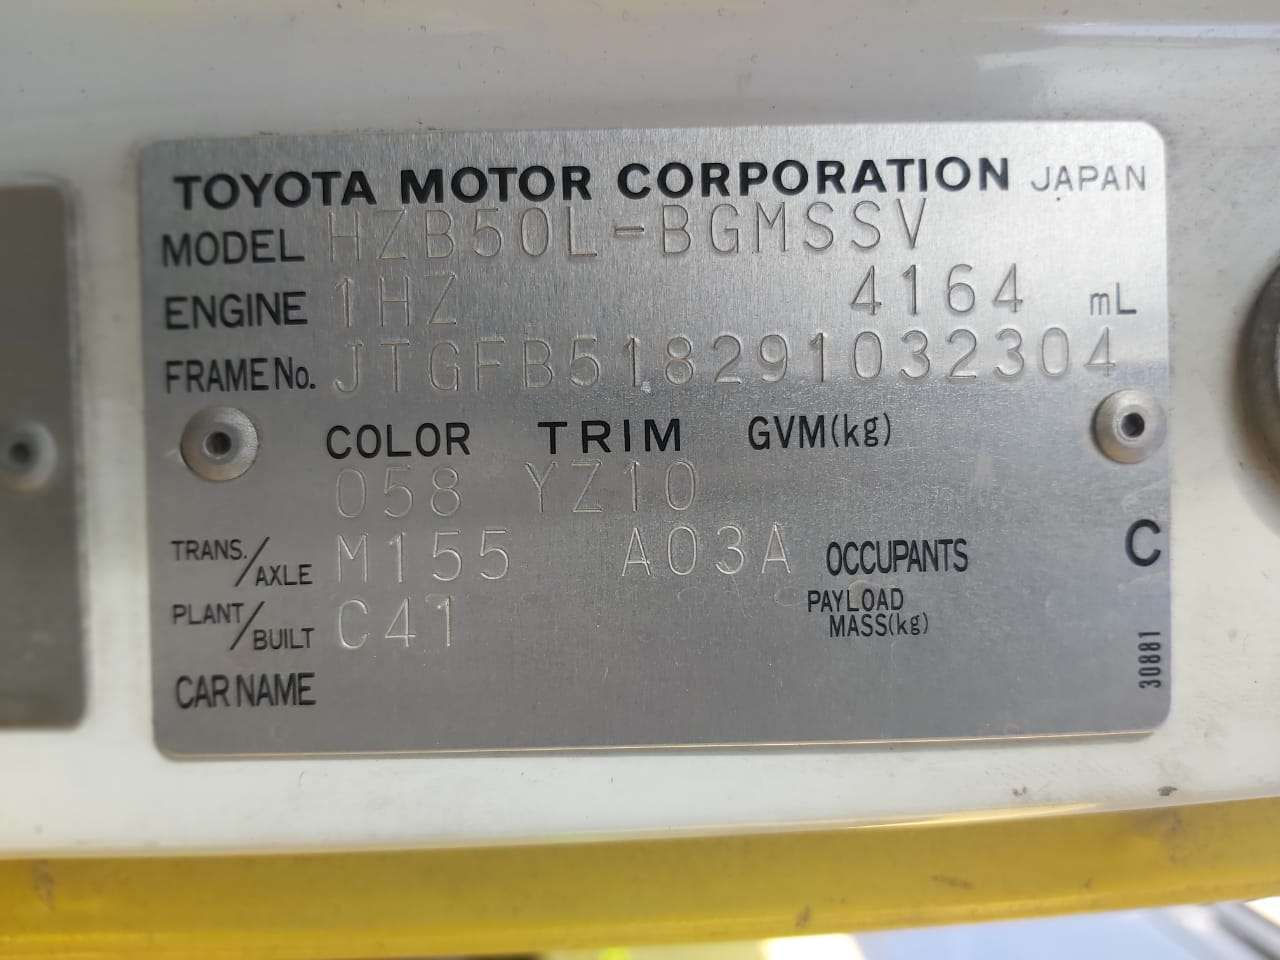 TOYOTA MOTOR CORPORATION JAPAN
MODEL HZB50L-BGMSSV
ENGINE 1HZ 4164 mL
FRAME No. JTGFB518291032304
COLOR TRIM GVM(kg)
058 YZ10
TRANS./AXLE M155 A03A OCCUPANTS C
PLANT/BUILT C41 PAYLOAD MASS(kg)
CAR NAME
30881